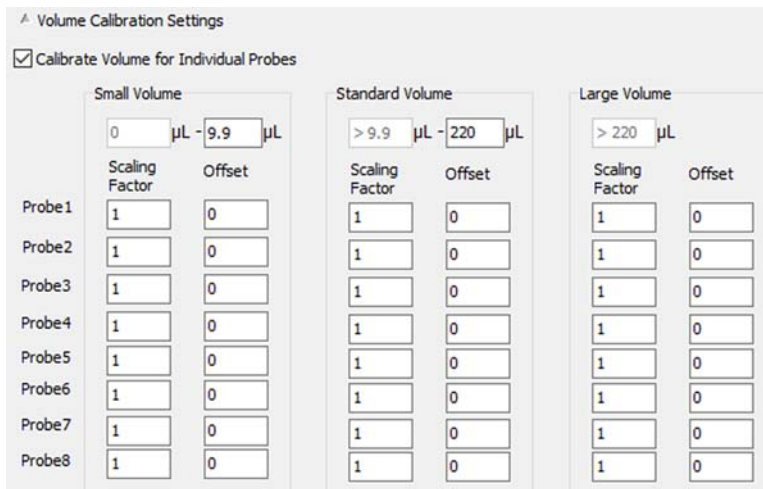 Volume Calibration Settings
Calibrate Volume for Individual Probes
Small Volume Standard Volume Large Volume
0 µL - 9.9 µL > 9.9 µL - 220 µL > 220 µL
Scaling Factor Offset Scaling Factor Offset Scaling Factor Offset
Probe1 1 0 1 0 1 0
Probe2 1 0 1 0 1 0
Probe3 1 0 1 0 1 0
Probe4 1 0 1 0 1 0
Probe5 1 0 1 0 1 0
Probe6 1 0 1 0 1 0
Probe7 1 0 1 0 1 0
Probe8 1 0 1 0 1 0